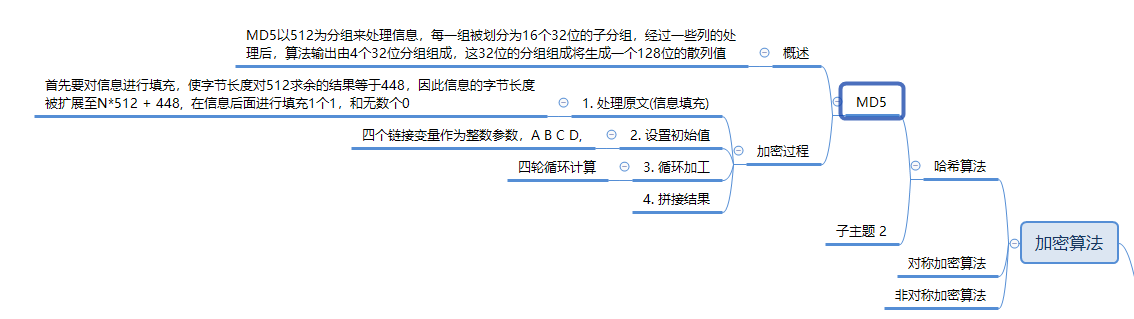 MD5以512为分组来处理信息，每一组被划分为16个32位的子分组，经过一些列的处
理后，算法输出由4个32位分组组成，这32位的分组组成将生成一个128位的散列值
概述
首先要对信息进行填充，使字节长度对512求余的结果等于448，因此信息的字节长度
被扩展至N*512 + 448, 在信息后面进行填充1个1，和无数个0
1. 处理原文(信息填充)
MD5
四个链接变量作为整数参数，A B C D,
2. 设置初始值
加密过程
四轮循环计算
3. 循环加工
哈希算法
4. 拼接结果
子主题 2
加密算法
对称加密算法
非对称加密算法